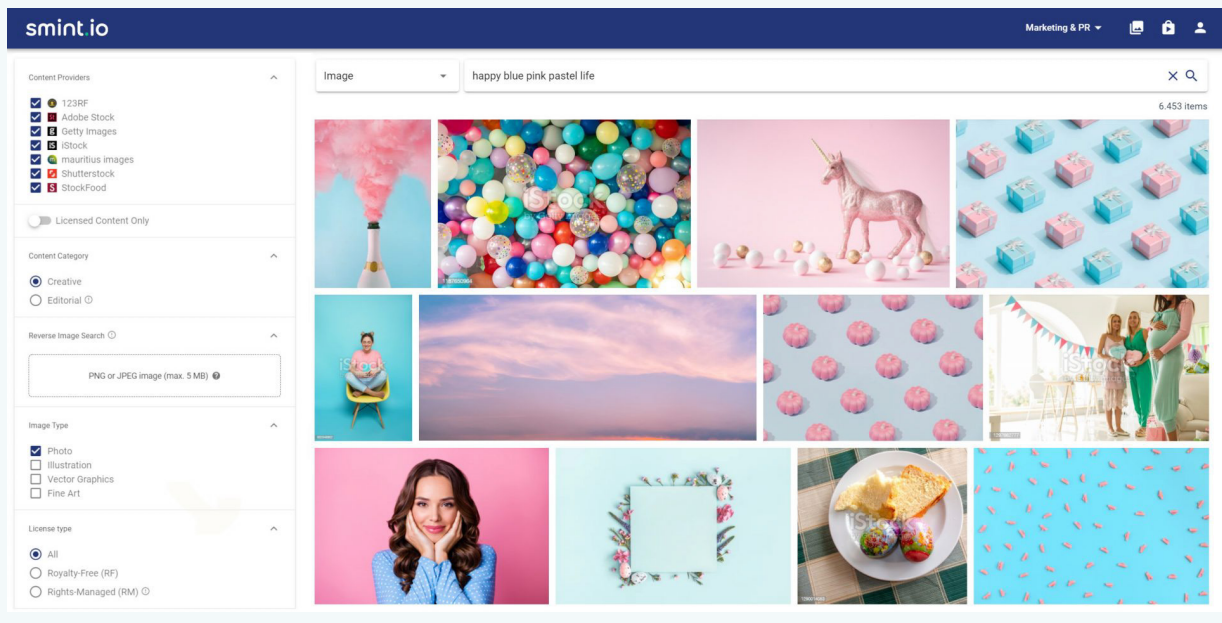 smint.io
Marketing & PR
Content Providers
123RF
Adobe Stock
Getty Images
iStock
mauritius images
Shutterstock
StockFood
Licensed Content Only
Content Category
Creative
Editorial
Reverse Image Search
PNG or JPEG image (max. 5 MB)
Image Type
Photo
Illustration
Vector Graphics
Fine Art
License type
All
Royalty-Free (RF)
Rights-Managed (RM)
Image
happy blue pink pastel life
6.453 items
iStock
iStock
iStock
iStock